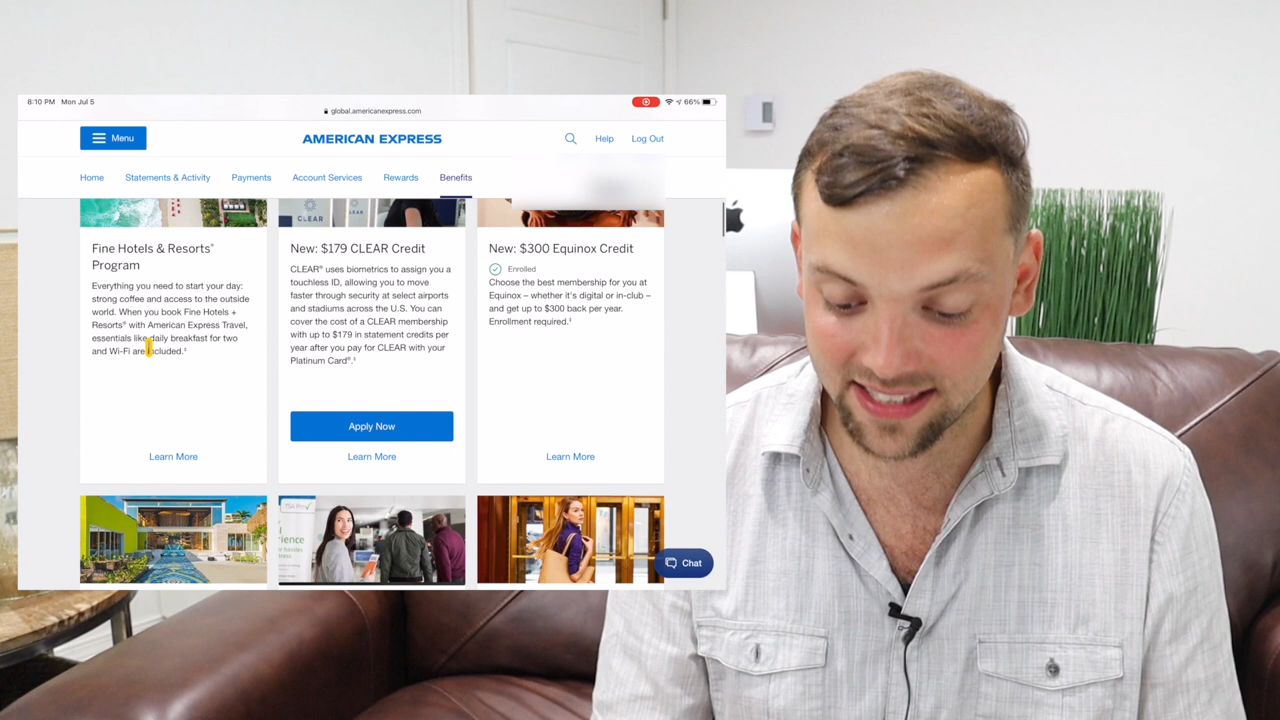 8:10 PM Mon Jul 5
66%
global.americanexpress.com
Menu
AMERICAN EXPRESS
Help
Log Out
Home
Statements & Activity
Payments
Account Services
Rewards
Benefits
Fine Hotels & Resorts®
Program
Everything you need to start your day:
strong coffee and access to the outside
world. When you book Fine Hotels +
Resorts® with American Express Travel,
essentials like daily breakfast for two
and Wi-Fi are included.‡
Learn More
CLEAR
New: $179 CLEAR Credit
CLEAR® uses biometrics to assign you a
touchless ID, allowing you to move
faster through security at select airports
and stadiums across the U.S. You can
cover the cost of a CLEAR membership
with up to $179 in statement credits per
year after you pay for CLEAR with your
Platinum Card®.‡
Apply Now
Learn More
New: $300 Equinox Credit
Enrolled
Choose the best membership for you at
Equinox – whether it's digital or in-club –
and get up to $300 back per year.
Enrollment required.‡
Learn More
TSA Pre✓
Chat